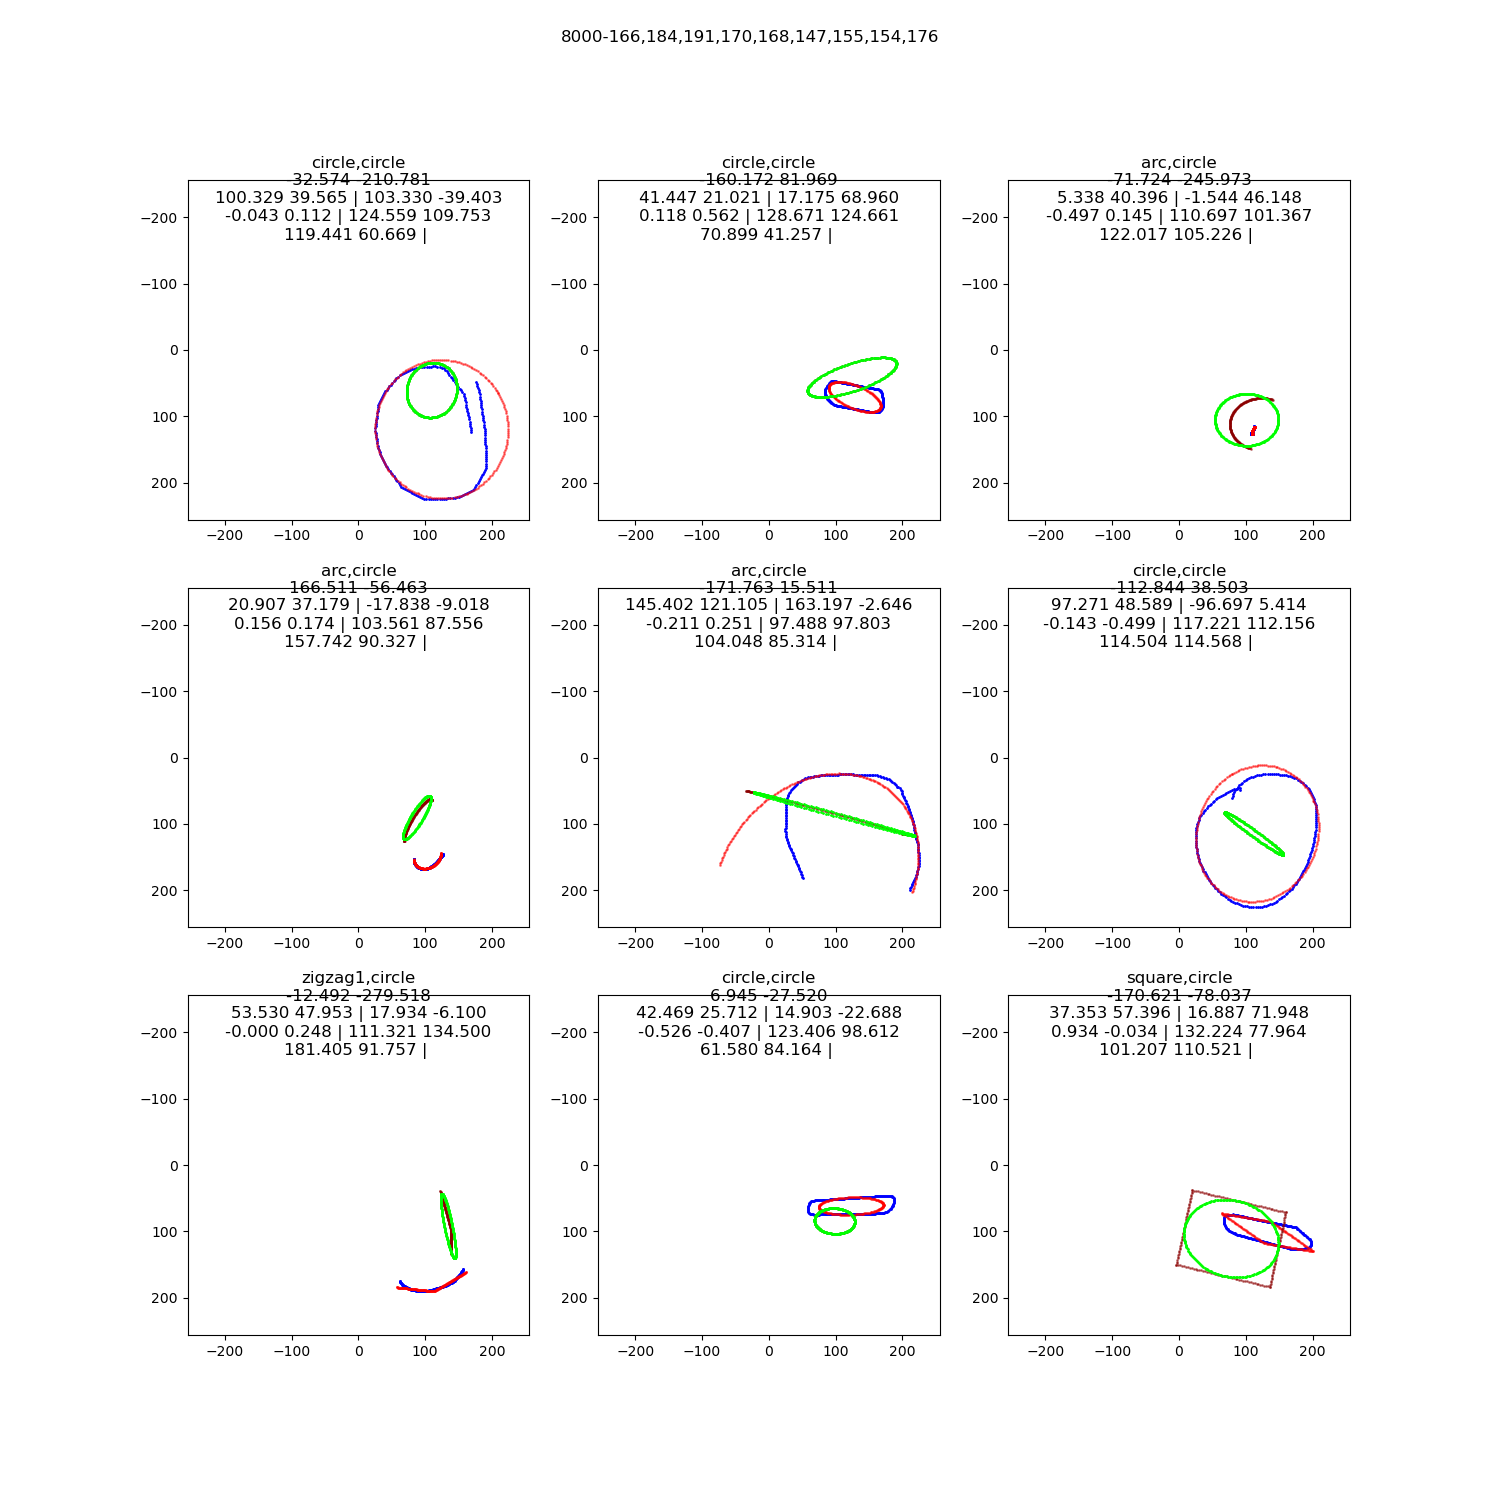 8000-166,184,191,170,168,147,155,154,176
circle,circle
-32.574 -210.781
100.329 39.565 | 103.330 -39.403
-0.043 0.112 | 124.559 109.753
119.441 60.669 |
−200
−100
0
100
200
−200 −100 0 100 200
circle,circle
-160.172 81.969
41.447 21.021 | 17.175 68.960
0.118 0.562 | 128.671 124.661
70.899 41.257 |
−200
−100
0
100
200
−200 −100 0 100 200
arc,circle
-71.724 -245.973
5.338 40.396 | -1.544 46.148
-0.497 0.145 | 110.697 101.367
122.017 105.226 |
−200
−100
0
100
200
−200 −100 0 100 200
arc,circle
166.511 -56.463
20.907 37.179 | -17.838 -9.018
0.156 0.174 | 103.561 87.556
157.742 90.327 |
−200
−100
0
100
200
−200 −100 0 100 200
arc,circle
-171.763 15.511
145.402 121.105 | 163.197 -2.646
-0.211 0.251 | 97.488 97.803
104.048 85.314 |
−200
−100
0
100
200
−200 −100 0 100 200
circle,circle
-112.844 38.503
97.271 48.589 | -96.697 5.414
-0.143 -0.499 | 117.221 112.156
114.504 114.568 |
−200
−100
0
100
200
−200 −100 0 100 200
zigzag1,circle
-12.492 -279.518
53.530 47.953 | 17.934 -6.100
-0.000 0.248 | 111.321 134.500
181.405 91.757 |
−200
−100
0
100
200
−200 −100 0 100 200
circle,circle
6.945 -27.520
42.469 25.712 | 14.903 -22.688
-0.526 -0.407 | 123.406 98.612
61.580 84.164 |
−200
−100
0
100
200
−200 −100 0 100 200
square,circle
-170.621 -78.037
37.353 57.396 | 16.887 71.948
0.934 -0.034 | 132.224 77.964
101.207 110.521 |
−200
−100
0
100
200
−200 −100 0 100 200